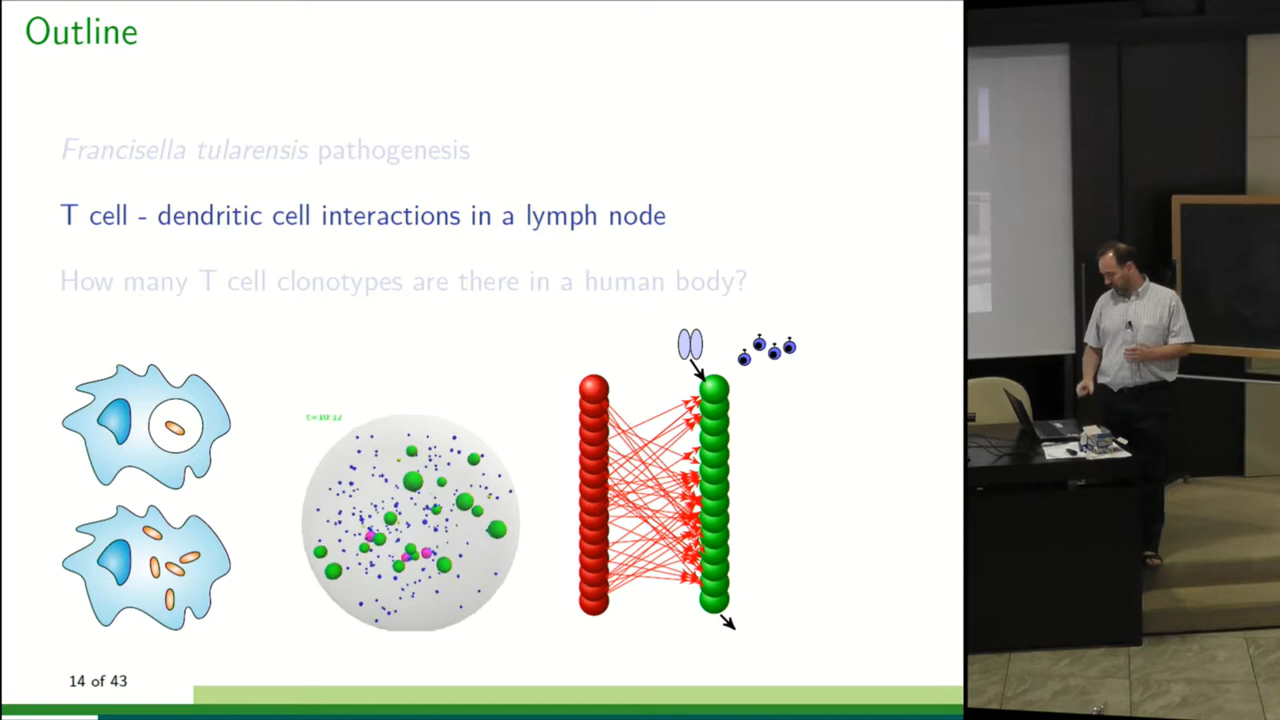 Outline
Francisella tularensis pathogenesis
T cell - dendritic cell interactions in a lymph node
How many T cell clonotypes are there in a human body?
14 of 43